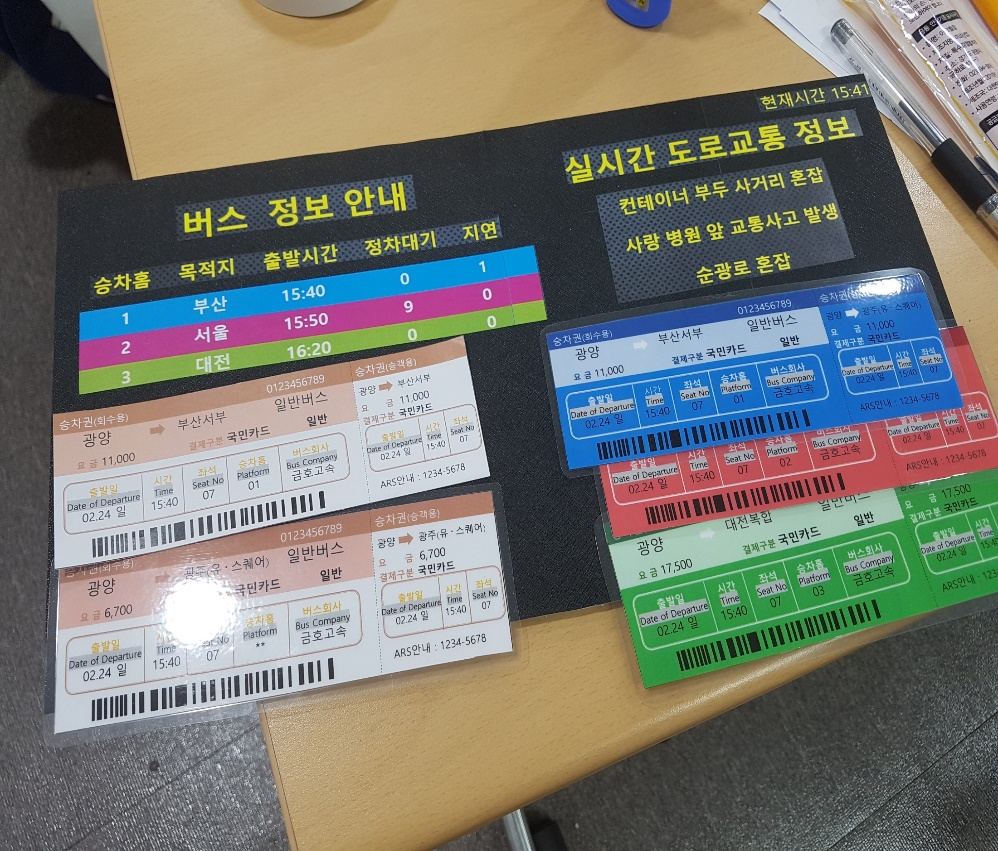 현재시간 15:41
버스 정보 안내
실시간 도로교통 정보
컨테이너 부두 사거리 혼잡
사랑 병원 앞 교통사고 발생
순광로 혼잡
승차홈 목적지 출발시간 정차대기 지연
1 부산 15:40 0 1
2 서울 15:50 9 0
3 대전 16:20 0 0
승차권(회수용) 0123456789
광양 부산서부 일반버스
요 금 11,000 결제구분 국민카드 일반
출발일 시간 좌석 승차홈 버스회사
Date of Departure Time Seat No Platform Bus Company
02.24 일 15:40 07 01 금호고속
승차권(승객용)
광양 부산서부
요 금 11,000
결제구분 국민카드
출발일 시간 좌석
Date of Departure Time Seat No
02.24 일 15:40 07
ARS안내 : 1234-5678
승차권(회수용) 0123456789
광양 광주(유·스퀘어) 일반버스
요 금 6,700 국민카드 일반
출발일 시간 좌석 승차홈 버스회사
Date of Departure Time Seat No Platform Bus Company
02.24 일 15:40 07 ** 금호고속
승차권(승객용)
광양 광주(유·스퀘어)
요 금 6,700
결제구분 국민카드
출발일 시간 좌석
Date of Departure Time Seat No
02.24 일 15:40 07
ARS안내 : 1234-5678
승차권(회수용) 0123456789
광양 부산서부 일반버스
요 금 11,000 결제구분 국민카드 일반
출발일 시간 좌석 승차홈 버스회사
Date of Departure Time Seat No Platform Bus Company
02.24 일 15:40 07 01 금호고속
광양 광주(유·스퀘어)
요 금 11,000
결제구분 국민카드
출발일 시간 좌석
Date of Departure Time Seat No
02.24 일 15:40 07
ARS안내 : 1234-5678
출발일 시간 좌석 승차홈 버스회사
Date of Departure Time Seat No Platform Bus Company
02.24 일 15:40 07 02 금호고속
ARS안내 : 1234-567
광양 대전복합 일반버스
요 금 17,500 결제구분 국민카드 일반
출발일 시간 좌석 승차홈 버스회사
Date of Departure Time Seat No Platform Bus Company
02.24 일 15:40 07 03 금호고속
요 금 17,500
결제구분 국민카드
출발일 시간
Date of Departure Time
02.24 일 15:40
ARS안내 : 123